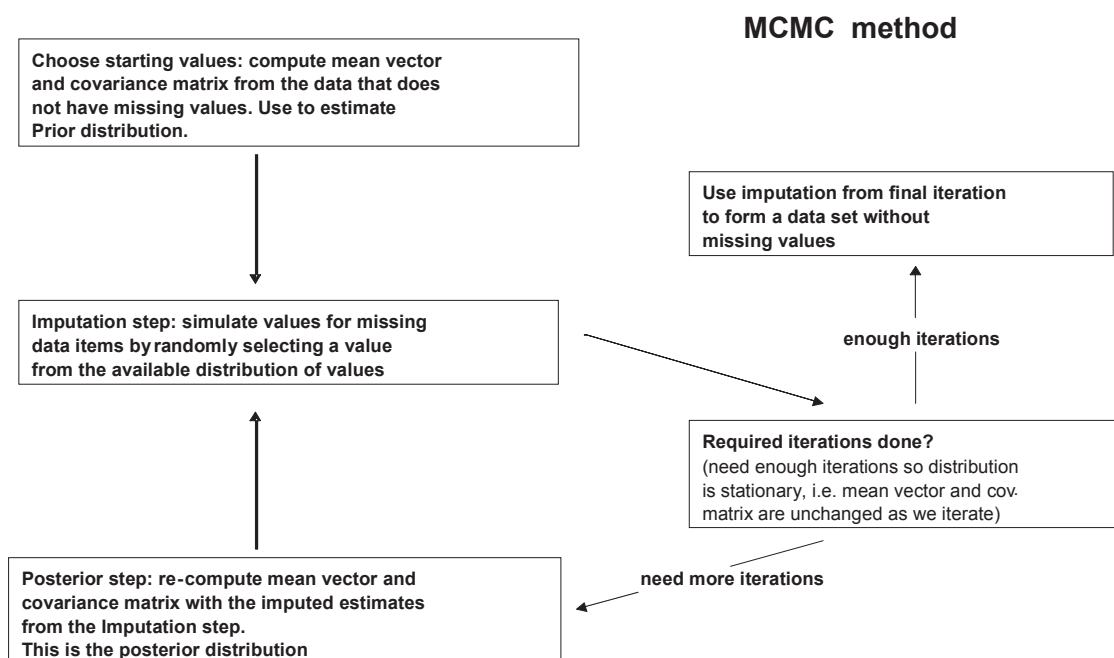 MCMC method
Choose starting values: compute mean vector
and covariance matrix from the data that does
not have missing values. Use to estimate
Prior distribution.
Use imputation from final iteration
to form a data set without
missing values
Imputation step: simulate values for missing
data items by randomly selecting a value
from the available distribution of values
enough iterations
Required iterations done?
(need enough iterations so distribution
is stationary, i.e. mean vector and cov.
matrix are unchanged as we iterate)
need more iterations
Posterior step: re-compute mean vector and
covariance matrix with the imputed estimates
from the Imputation step.
This is the posterior distribution